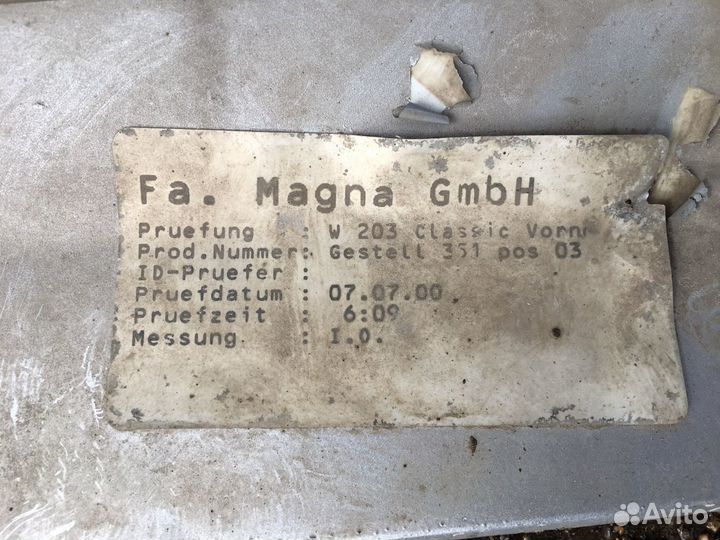 Fa. Magna GmbH
Pruefung : W 203 Classic Vorn
Prod.Nummer: Gestell 351 pos 03
ID-Pruefer :
Pruefdatum : 07.07.00
Pruefzeit : 6:09
Messung : I.O.
Avito